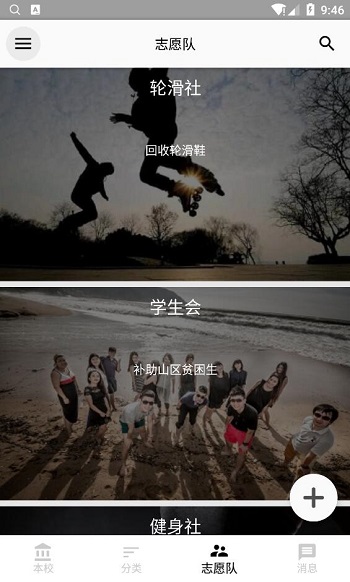 9:46
志愿队
轮滑社
回收轮滑鞋
学生会
补助山区贫困生
健身社
本校
分类
志愿队
消息